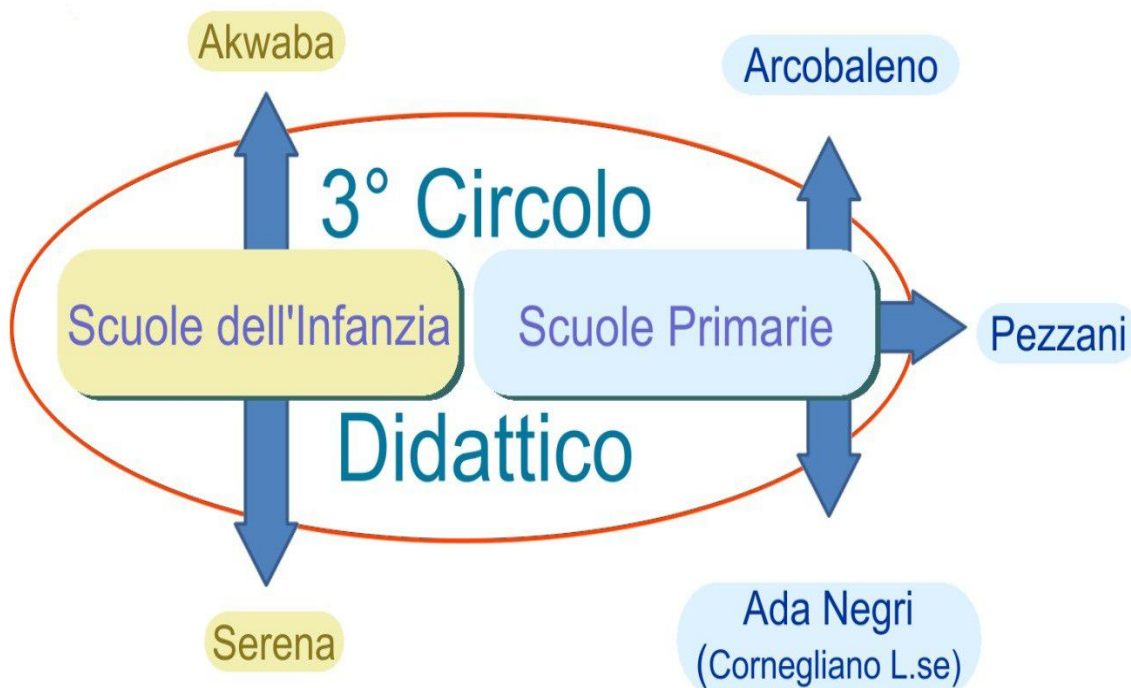 Akwaba
Arcobaleno
3° Circolo
Scuole dell'Infanzia
Scuole Primarie
Pezzani
Didattico
Serena
Ada Negri
(Cornegliano L.se)